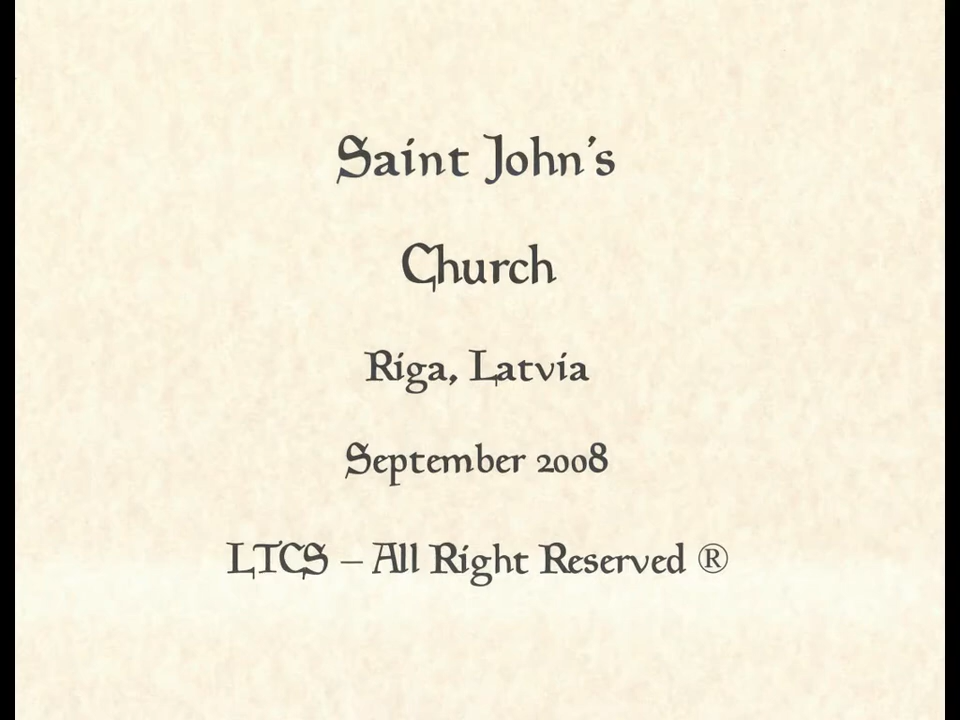 Saint John's
Church
Riga, Latvia
September 2008
LTCS – All Right Reserved ®